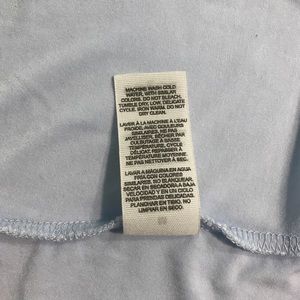 MACHINE WASH COLD
WATER, WITH SIMILAR
COLORS. DO NOT BLEACH.
TUMBLE DRY, LOW, DELICATE
CYCLE. IRON WARM. DO NOT
DRY CLEAN.
LAVER À LA MACHINE À L'EAU
FROIDE, AVEC COULEURS
SIMILAIRES, NE PAS
JAVELLISER, SÉCHER PAR
CULBUTAGE À BASSE
TEMPÉRATURE, CYCLE
DÉLICAT. REPASSER À
TEMPÉRATURE MOYENNE.
NE PAS NETTOYER À SEC.
LAVAR A MÁQUINA EN AGUA
FRÍA CON COLORES
SIMILARES. NO BLANQUEAR.
SECAR EN SECADORA A BAJA
VELOCIDAD Y EN UN CICLO
PARA PRENDAS DELICADAS.
PLANCHAR EN TIBIO. NO
LIMPIAR EN SECO.